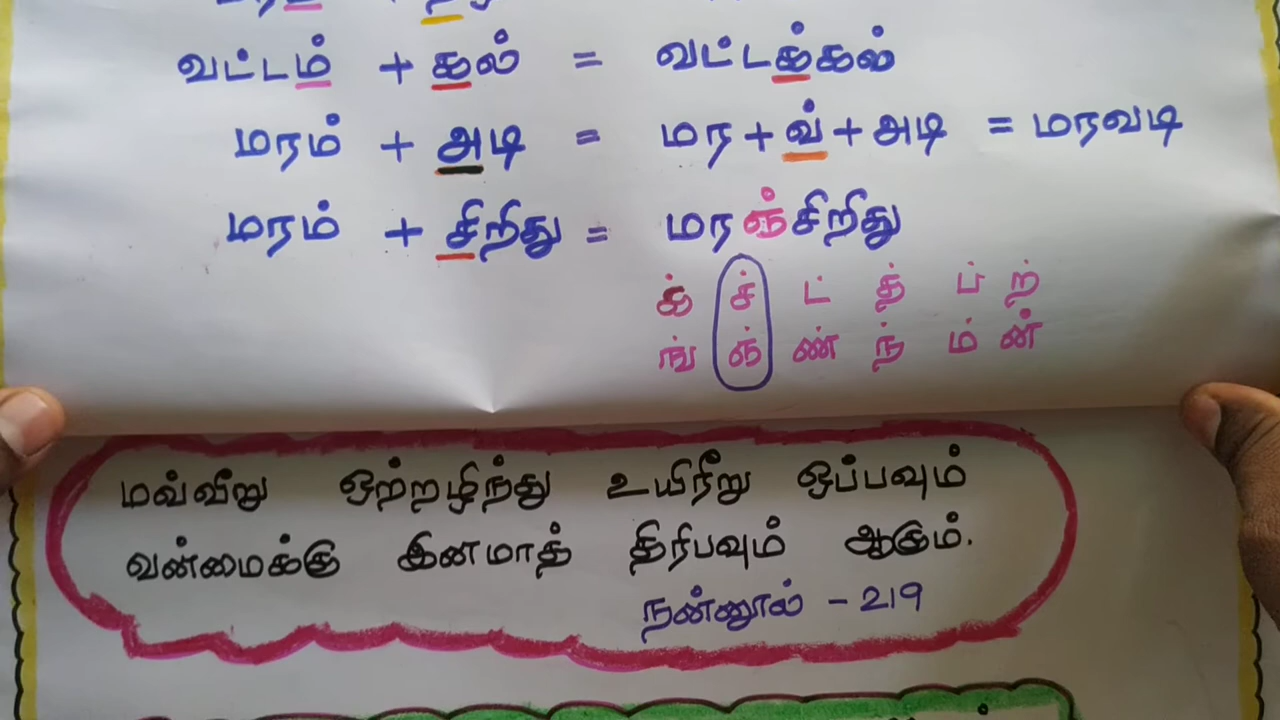 வட்டம் + கல் = வட்டக்கல்
மரம் + அடி = மர + வ் + அடி = மரவடி
மரம் + சிறிது = மரஞ்சிறிது
க் ச் ட் த் ப் ற்
ங் ஞ் ண் ந் ம் ன்
மவ்வீறு ஒற்றழிந்து உயிரீறு ஒப்பவும்
வன்மைக்கு இனமாத் திரிபவும் ஆகும்.
நன்னூல் - 219